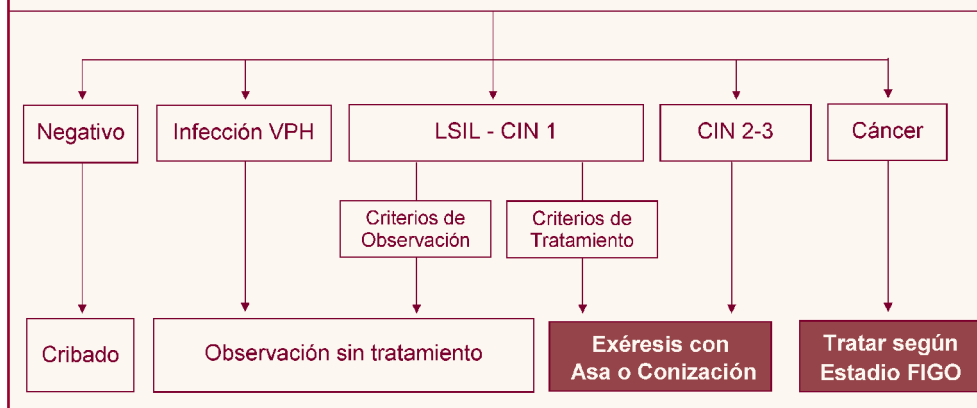 Negativo
Infección VPH
LSIL - CIN 1
CIN 2-3
Cáncer
Criterios de
Observación
Criterios de
Tratamiento
Cribado
Observación sin tratamiento
Exéresis con
Asa o Conización
Tratar según
Estadio FIGO